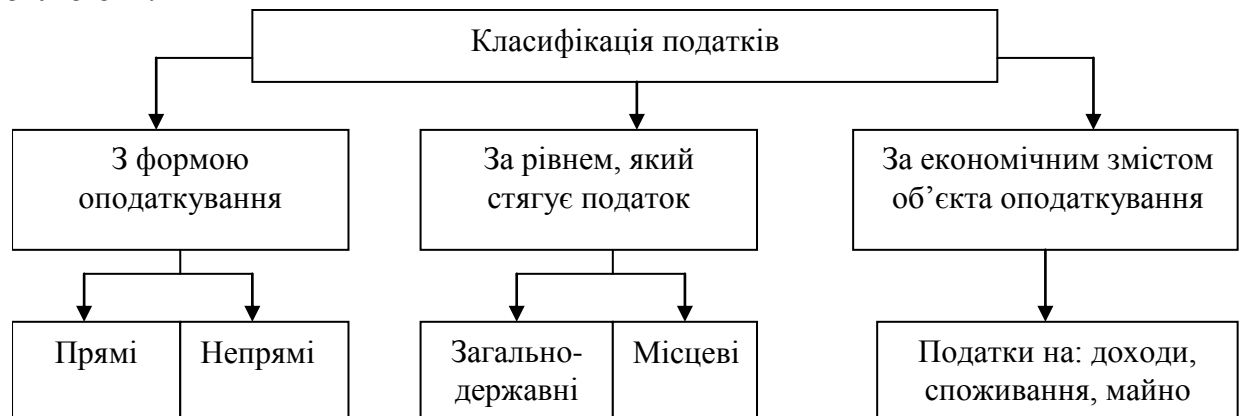 Класифікація податків
З формою
оподаткування
За рівнем, який
стягує податок
За економічним змістом
об’єкта оподаткування
Прямі
Непрямі
Загально-
державні
Місцеві
Податки на: доходи,
споживання, майно